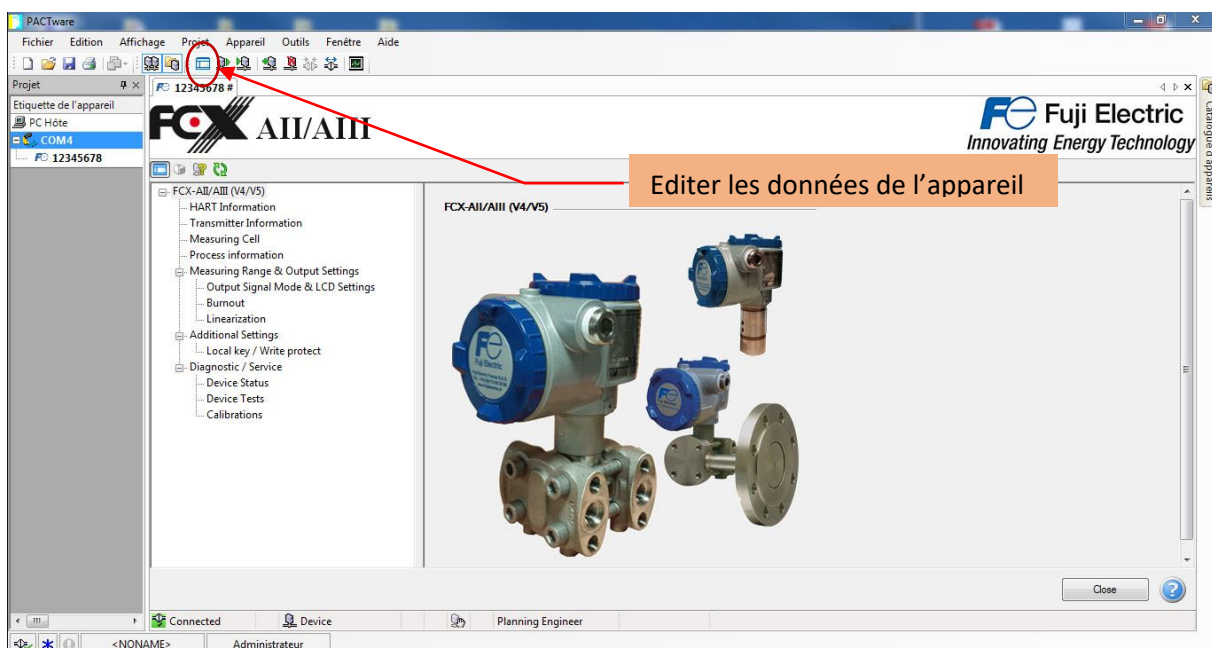 PACTware
Fichier Edition Affichage Projet Appareil Outils Fenêtre Aide
Projet
12345678 #
Etiquette de l'appareil
PC Hôte
COM4
12345678
FCX AII/AIII
Fe Fuji Electric
Innovating Energy Technology
Catalogue d'appareils
Editer les données de l'appareil
FCX-AII/AIII (V4/V5)
HART Information
Transmitter Information
Measuring Cell
Process information
Measuring Range & Output Settings
Output Signal Mode & LCD Settings
Burnout
Linearization
Additional Settings
Local key / Write protect
Diagnostic / Service
Device Status
Device Tests
Calibrations
FCX-AII/AIII (V4/V5)
Close
Connected Device Planning Engineer
<NONAME> Administrateur